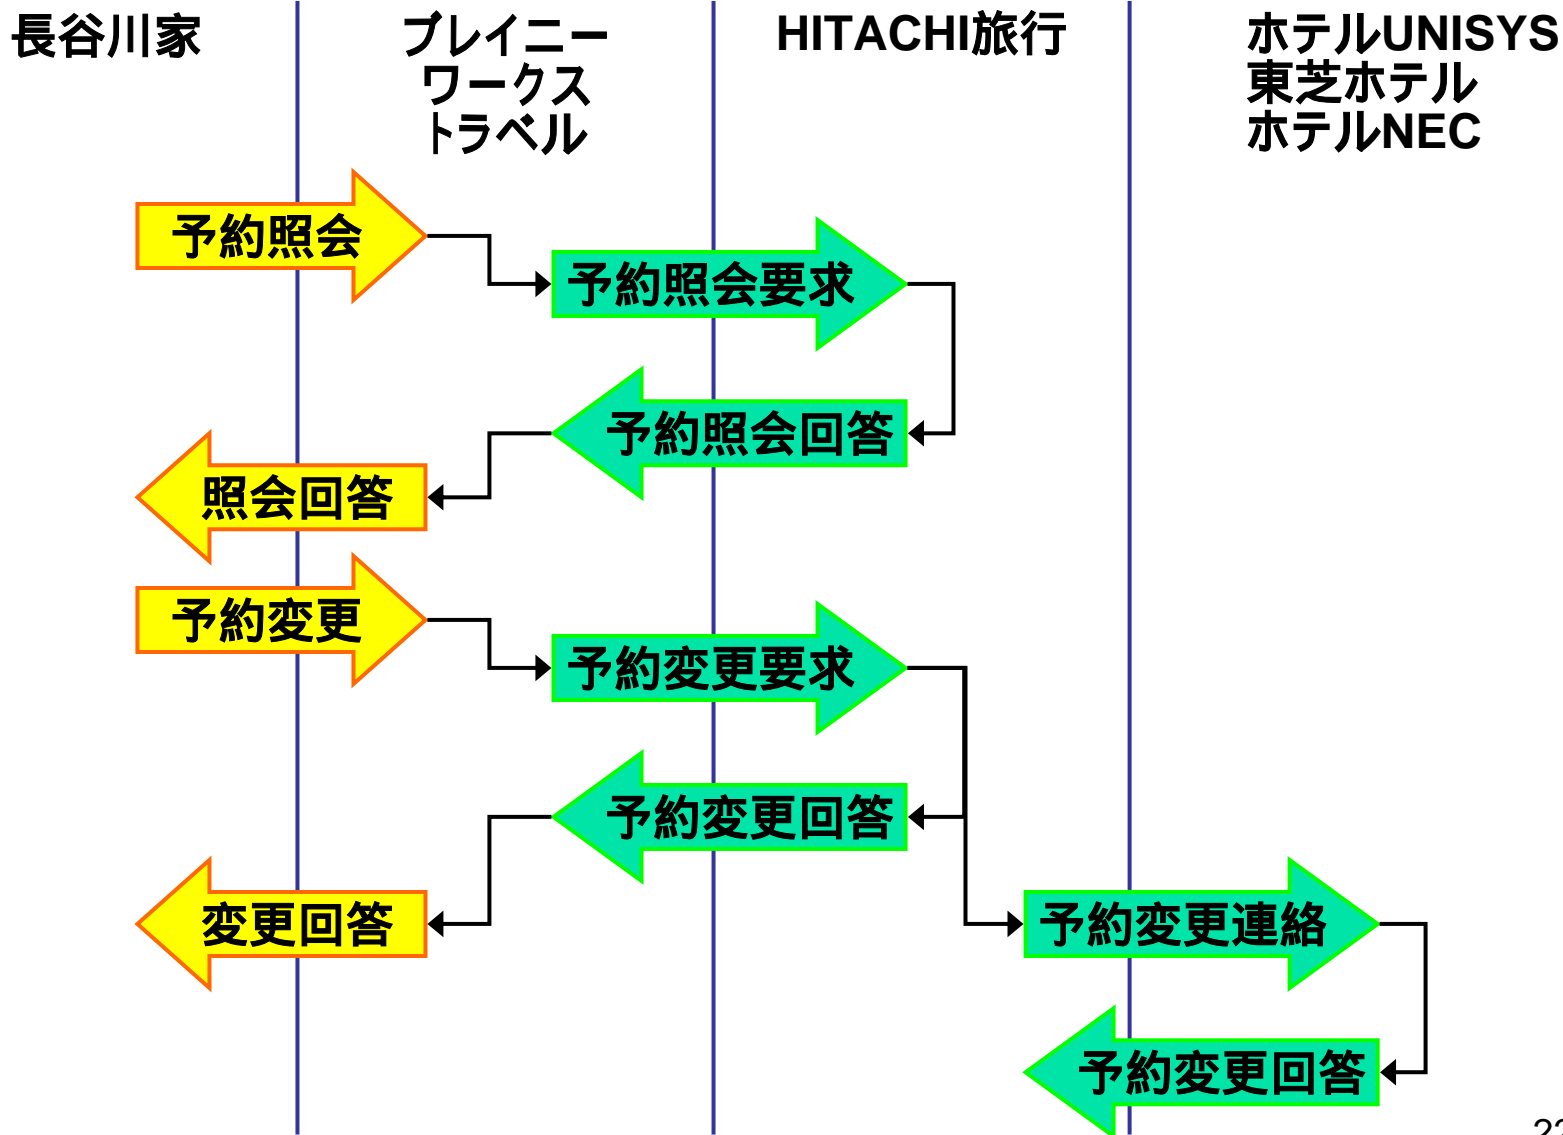 長谷川家
ブレイニー
ワークス
トラベル
HITACHI旅行
ホテルUNISYS
東芝ホテル
ホテルNEC
予約照会
予約照会要求
予約照会回答
照会回答
予約変更
予約変更要求
予約変更回答
変更回答
予約変更連絡
予約変更回答